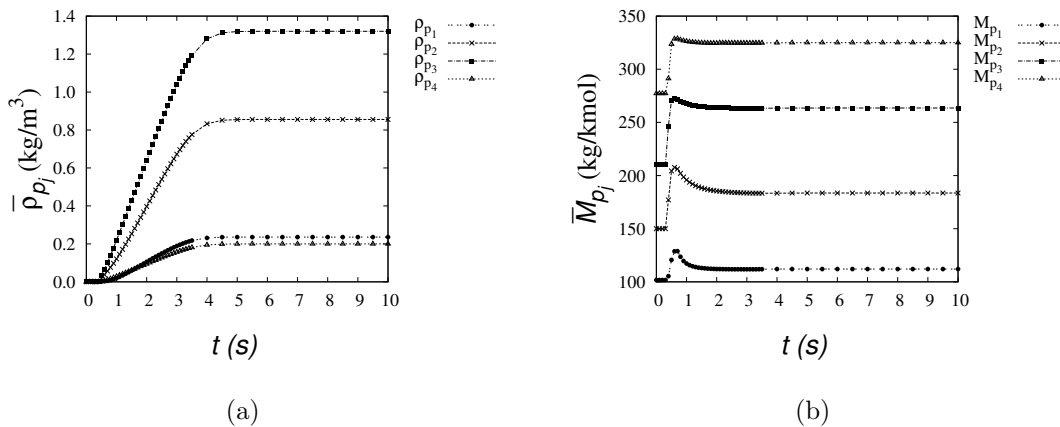 1.4
1.2
1.0
0.8
0.6
0.4
0.2
0.0
0 1 2 3 4 5 6 7 8 9 10
ρ̅pj (kg/m³)
t (s)
ρp1
ρp2
ρp3
ρp4
(a)
350
300
250
200
150
100
0 1 2 3 4 5 6 7 8 9 10
M̅pj (kg/kmol)
t (s)
Mp1
Mp2
Mp3
Mp4
(b)